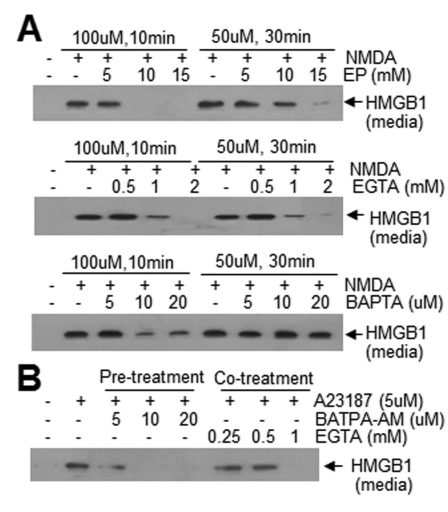 A
100uM,10min 50uM, 30min
- + + + + + + + + NMDA
- - 5 10 15 - 5 10 15 EP (mM)
HMGB1
(media)
100uM,10min 50uM, 30min
- + + + + + + + + NMDA
- - 0.5 1 2 - 0.5 1 2 EGTA (mM)
HMGB1
(media)
100uM,10min 50uM, 30min
- + + + + + + + + NMDA
- - 5 10 20 - 5 10 20 BAPTA (uM)
HMGB1
(media)
B
Pre-treatment Co-treatment
- + + + + + + + A23187 (5uM)
- - 5 10 20 - - - BATPA-AM (uM)
- - - - - 0.25 0.5 1 EGTA (mM)
HMGB1
(media)